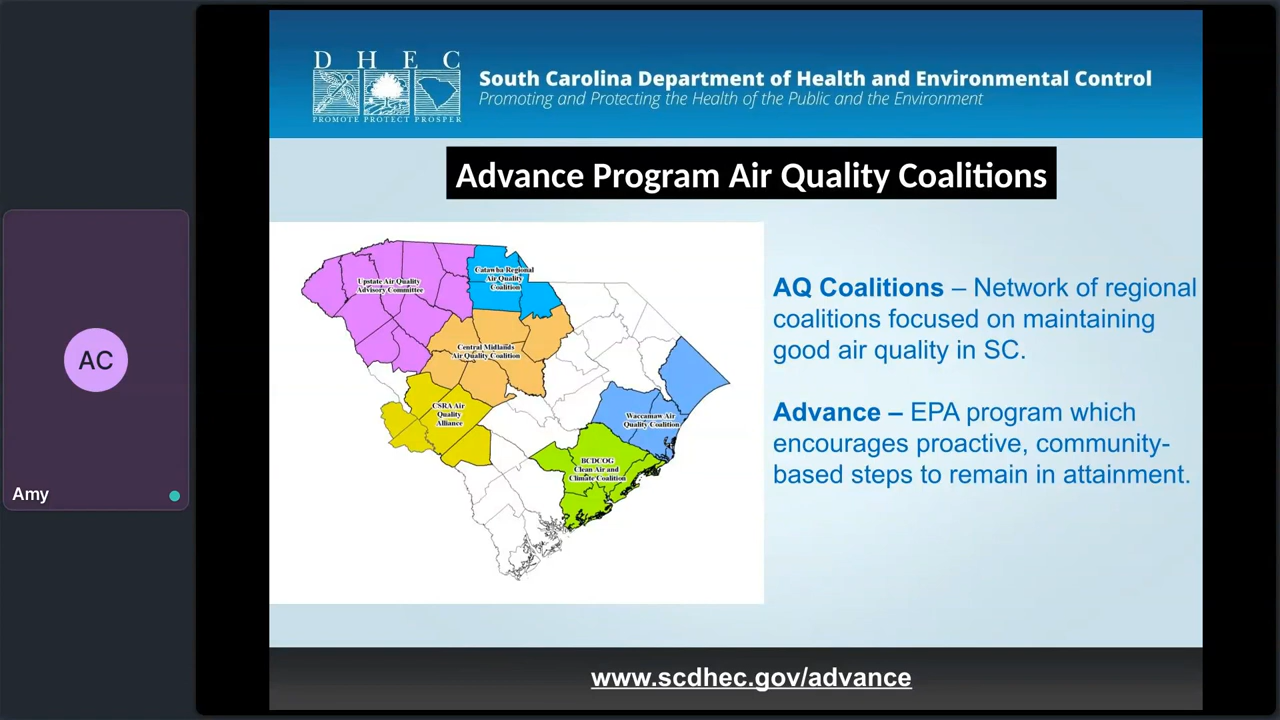 D H E C
PROMOTE PROTECT PROSPER
South Carolina Department of Health and Environmental Control
Promoting and Protecting the Health of the Public and the Environment
Advance Program Air Quality Coalitions
Upstate Air Quality
Advisory Committee
Catawba Regional
Air Quality
Coalition
Central Midlands
Air Quality Coalition
CSRA Air
Quality
Alliance
Waccamaw Air
Quality Coalition
BCDCOG
Clean Air and
Climate Coalition
AQ Coalitions – Network of regional
coalitions focused on maintaining
good air quality in SC.
Advance – EPA program which
encourages proactive, community-
based steps to remain in attainment.
AC
Amy
www.scdhec.gov/advance